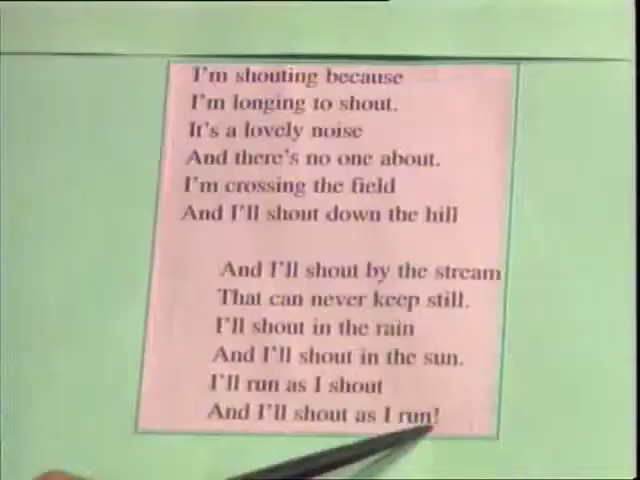 I'm shouting because
I'm longing to shout.
It's a lovely noise
And there's no one about.
I'm crossing the field
And I'll shout down the hill
And I'll shout by the stream
That can never keep still.
I'll shout in the rain
And I'll shout in the sun.
I'll run as I shout
And I'll shout as I run!